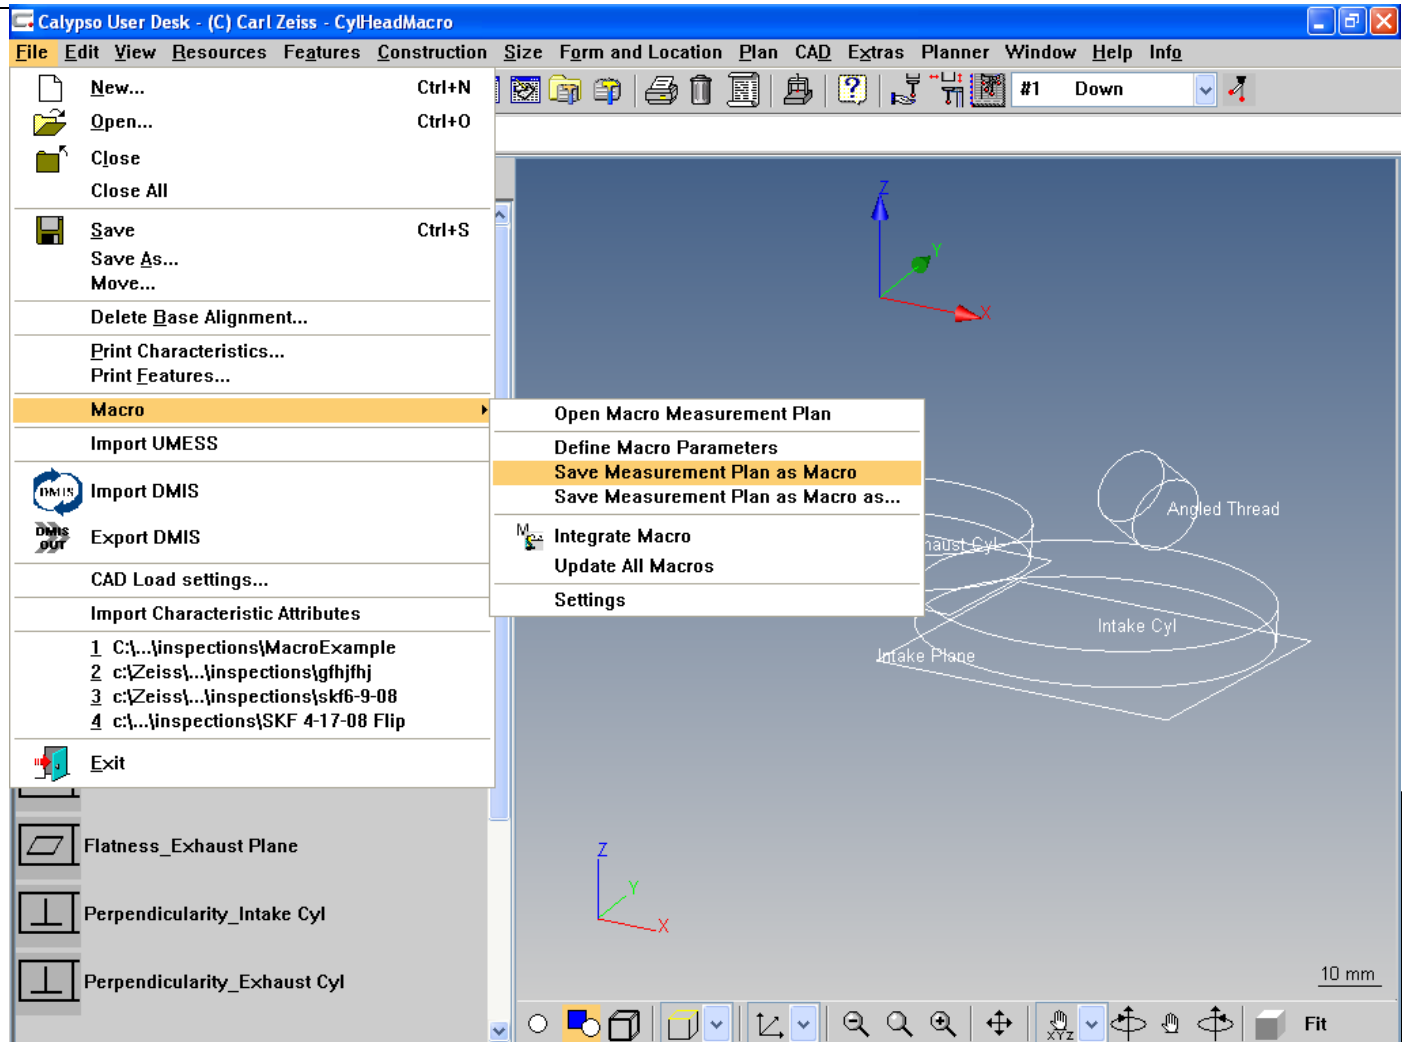 Calypso User Desk - (C) Carl Zeiss - CylHeadMacro
File Edit View Resources Features Construction Size Form and Location Plan CAD Extras Planner Window Help Info
New... Ctrl+N
#1 Down
Open... Ctrl+O
Close
Close All
Save Ctrl+S
Save As...
Move...
Delete Base Alignment...
Print Characteristics...
Print Features...
Macro
Import UMESS
DMIS
Import DMIS
DMIS
OUT
Export DMIS
CAD Load settings...
Import Characteristic Attributes
1 C:\...\inspections\MacroExample
2 c:\Zeiss\...\inspections\gfhjfhj
3 c:\Zeiss\...\inspections\skf6-9-08
4 c:\...\inspections\SKF 4-17-08 Flip
Exit
Open Macro Measurement Plan
Define Macro Parameters
Save Measurement Plan as Macro
Save Measurement Plan as Macro as...
M
Integrate Macro
Update All Macros
Settings
Z
Y
X
Angled Thread
haust Cyl
Intake Cyl
Intake Plane
Flatness_Exhaust Plane
Perpendicularity_Intake Cyl
Perpendicularity_Exhaust Cyl
Z
Y
X
10 mm
XYZ
Fit